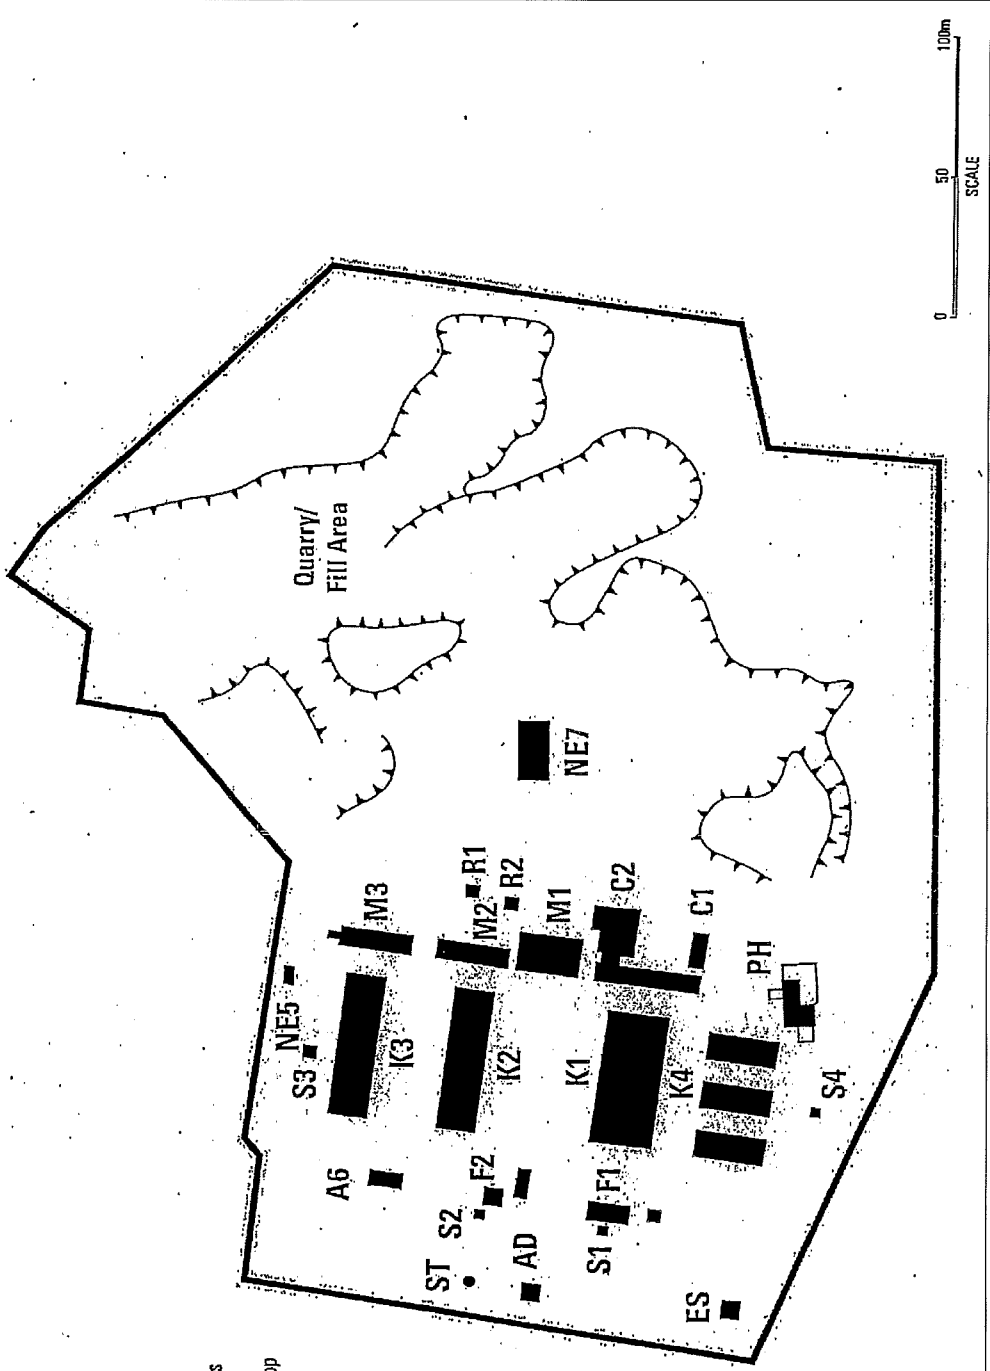 Quarry/
Fill Area
NE7
M3
R1
M2
R2
M1
C2
C1
PH
NE5
S3
K3
K2
K1
K4
S4
A6
F2
S2
F1
ST
AD
S1
ES
0 50 100m
SCALE